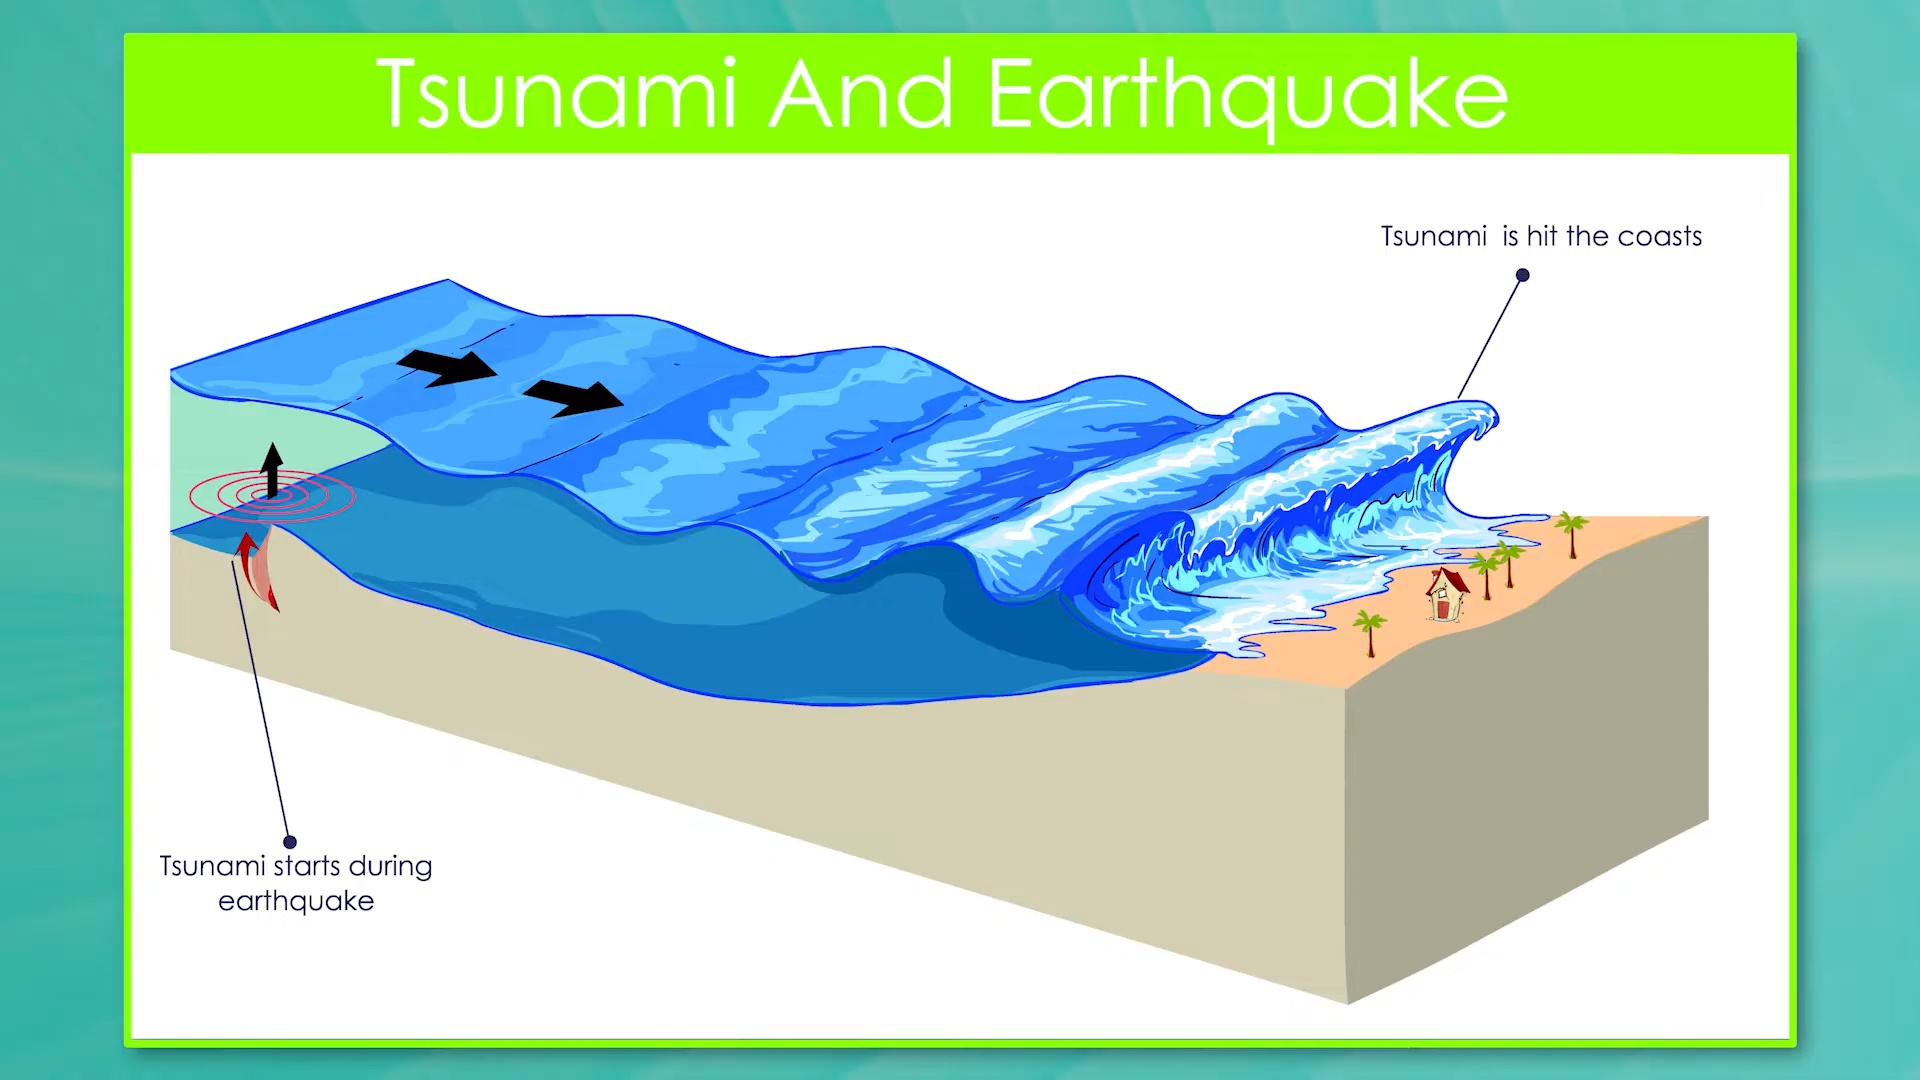 Tsunami And Earthquake
Tsunami is hit the coasts
Tsunami starts during
earthquake